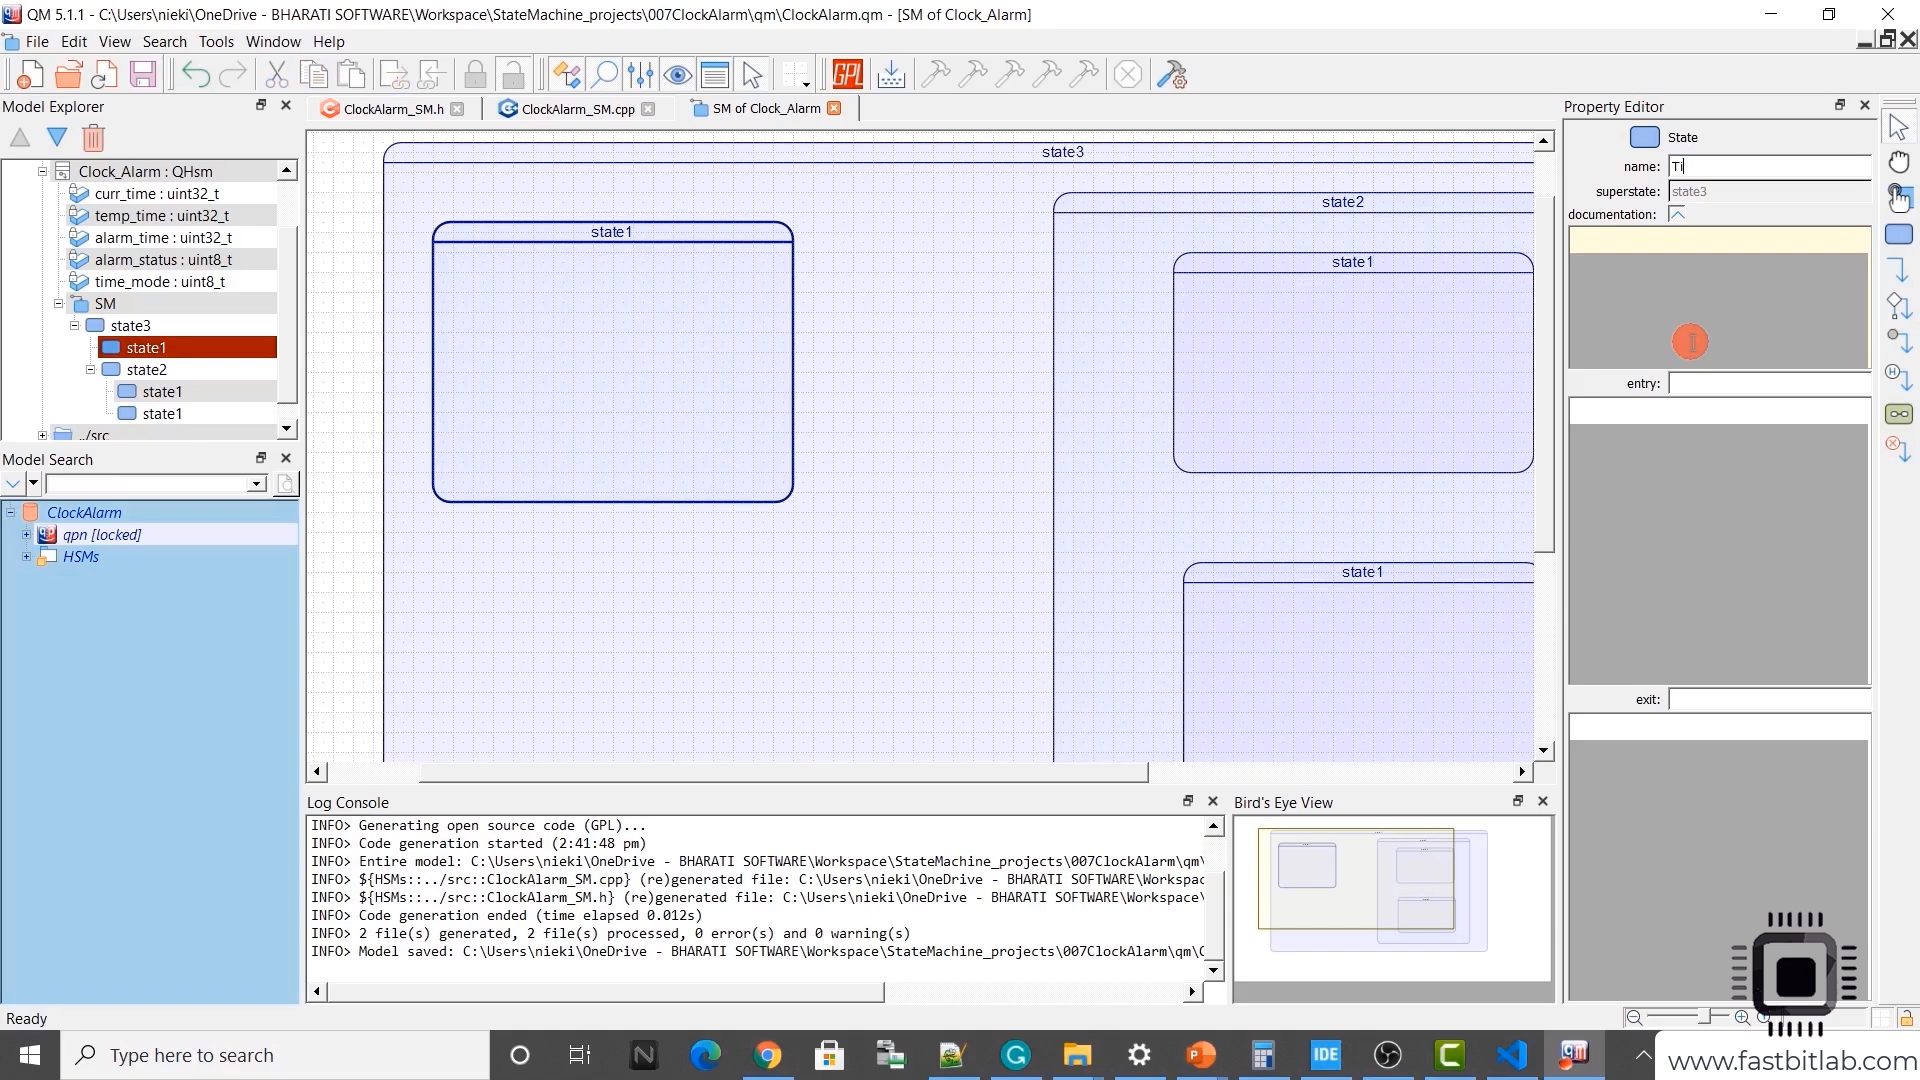 QM 5.1.1 - C:\Users\nieki\OneDrive - BHARATI SOFTWARE\Workspace\StateMachine_projects\007ClockAlarm\qm\ClockAlarm.qm - [SM of Clock_Alarm]
File Edit View Search Tools Window Help
GPL
Model Explorer
Clock_Alarm : QHsm
curr_time : uint32_t
temp_time : uint32_t
alarm_time : uint32_t
alarm_status : uint8_t
time_mode : uint8_t
SM
state3
state1
state2
state1
state1
../src
Model Search
ClockAlarm
qpn [locked]
HSMs
ClockAlarm_SM.h
ClockAlarm_SM.cpp
SM of Clock_Alarm
state3
state2
state1
state1
state1
Log Console
INFO> Generating open source code (GPL)...
INFO> Code generation started (2:41:48 pm)
INFO> Entire model: C:\Users\nieki\OneDrive - BHARATI SOFTWARE\Workspace\StateMachine_projects\007ClockAlarm\qm\
INFO> ${HSMs::../src::ClockAlarm_SM.cpp} (re)generated file: C:\Users\nieki\OneDrive - BHARATI SOFTWARE\Workspac
INFO> ${HSMs::../src::ClockAlarm_SM.h} (re)generated file: C:\Users\nieki\OneDrive - BHARATI SOFTWARE\Workspace\
INFO> Code generation ended (time elapsed 0.012s)
INFO> 2 file(s) generated, 2 file(s) processed, 0 error(s) and 0 warning(s)
INFO> Model saved: C:\Users\nieki\OneDrive - BHARATI SOFTWARE\Workspace\StateMachine_projects\007ClockAlarm\qm\C
Bird's Eye View
Property Editor
State
name: Ti
superstate: state3
documentation:
entry:
exit:
Ready
Type here to search
IDE
qm
www.fastbitlab.com